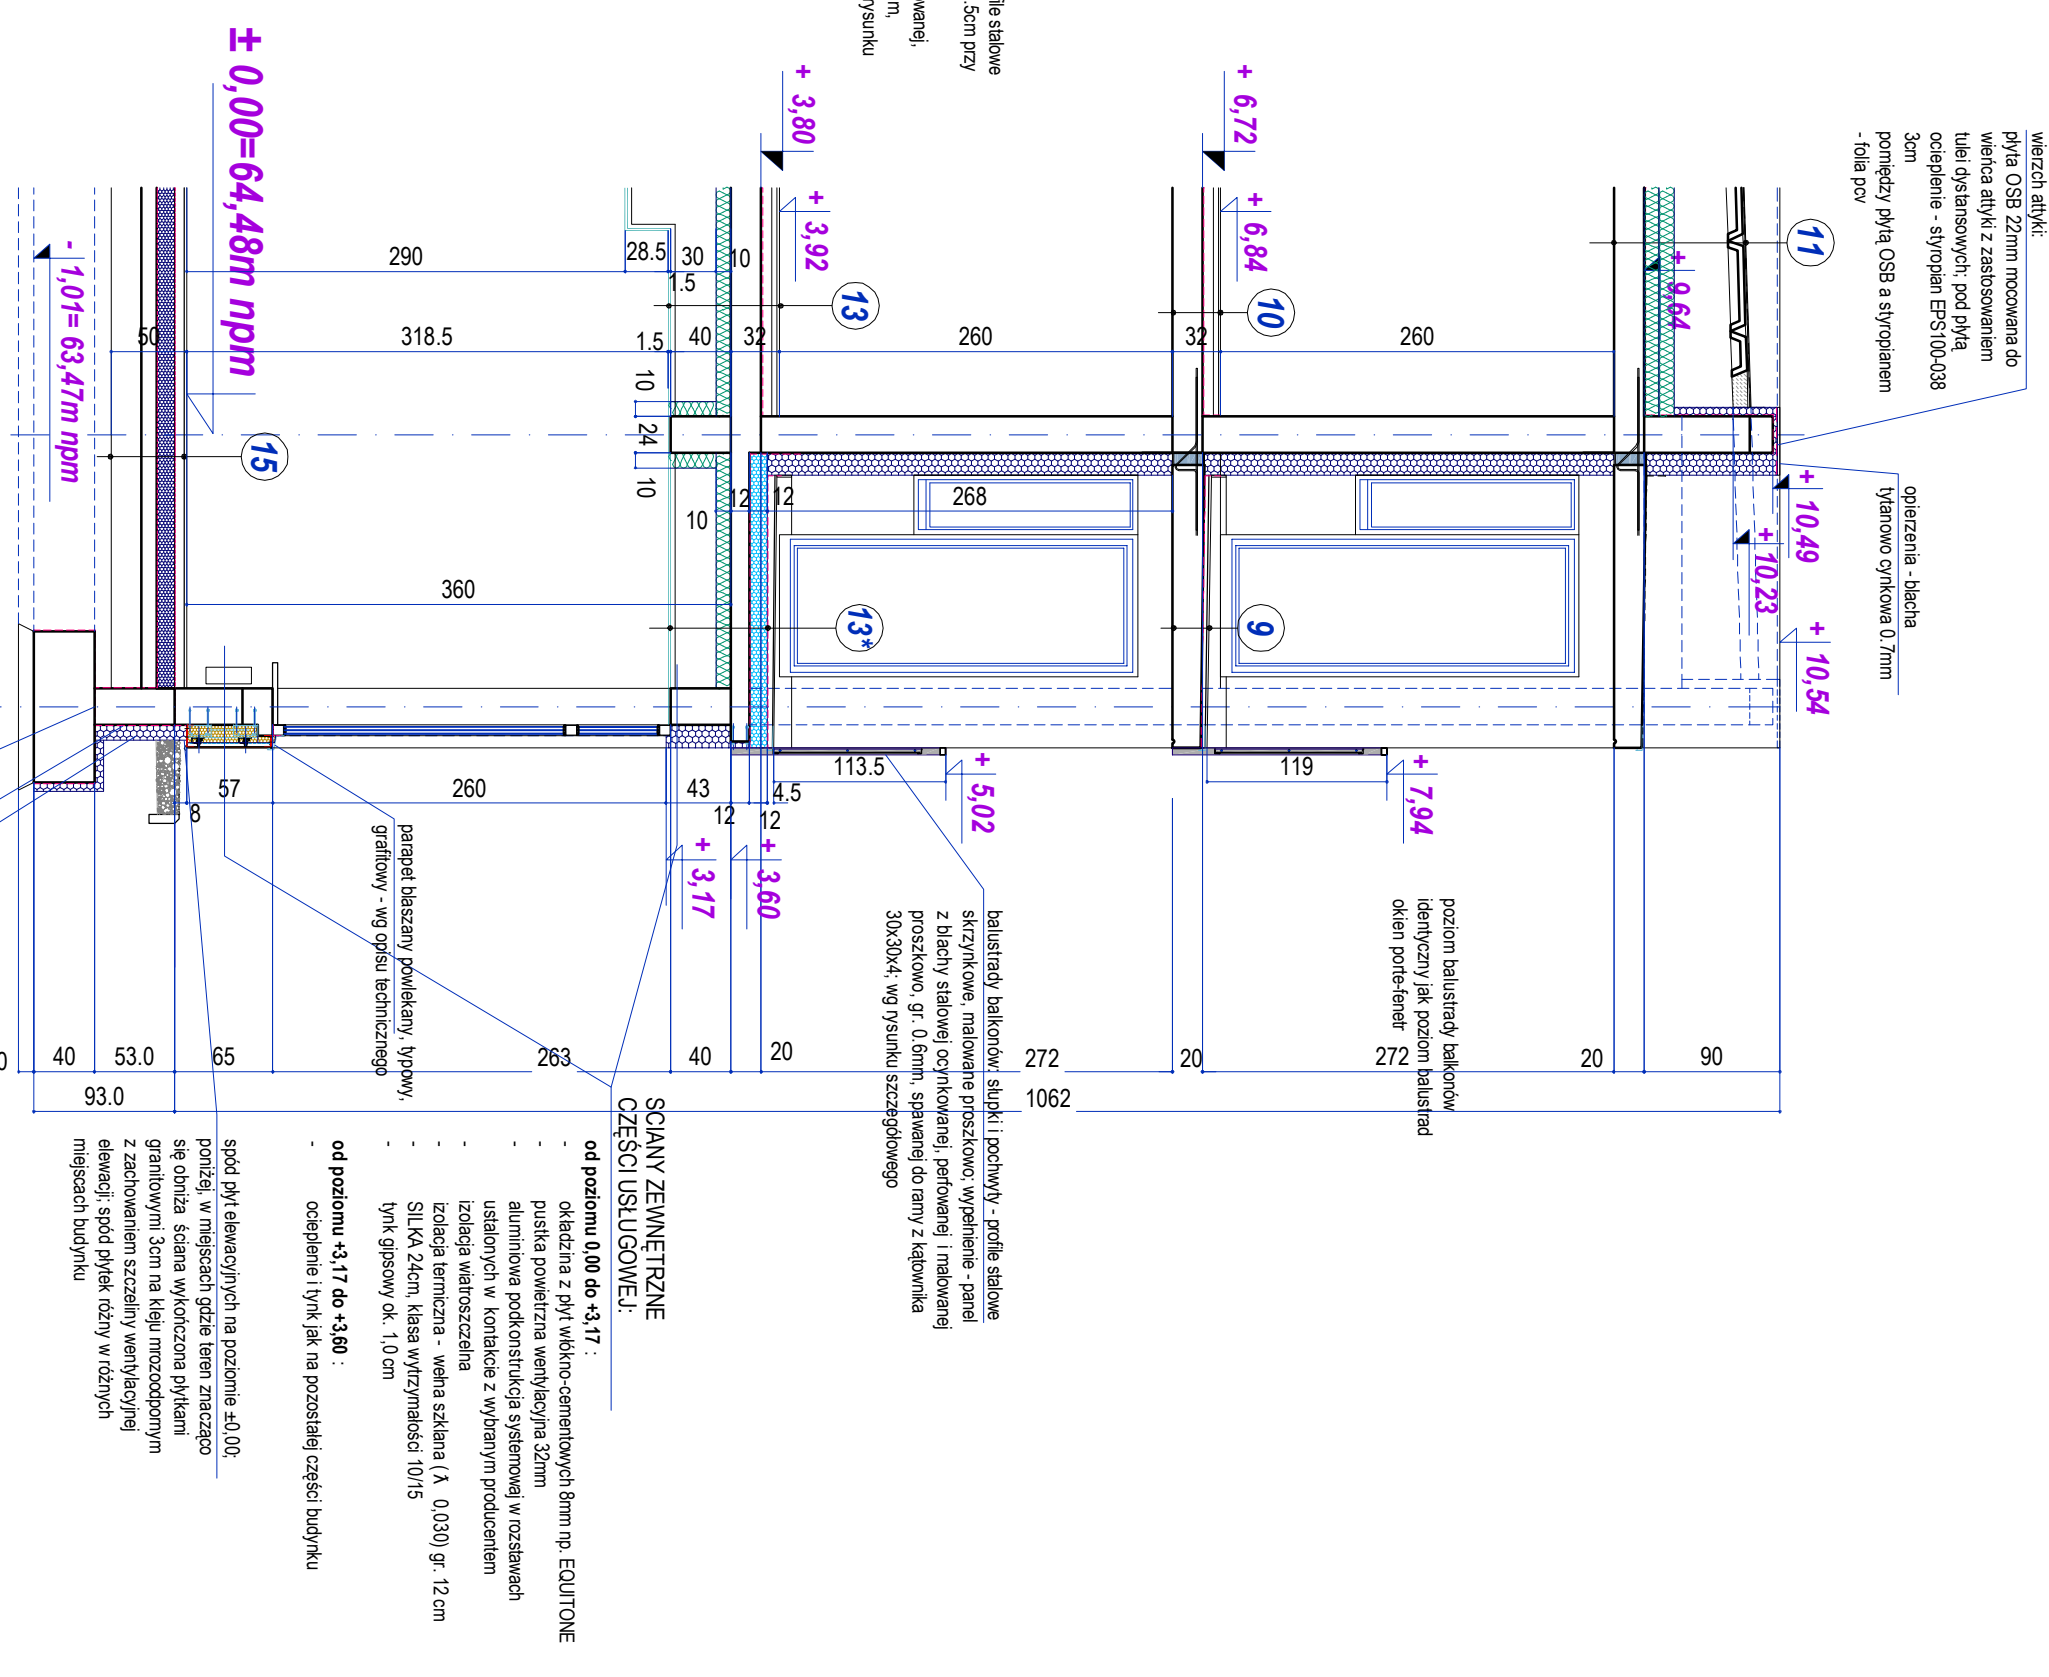 wierzch attyki:
płyta OSB 22mm mocowana do
wieńca attyki z zastosowaniem
tulei dystansowych; pod płytą
ocieplenie - styropian EPS100-038
3cm
pomiędzy płytą OSB a styropianem
- folia pcv
opierzenia - blacha
tytanowo cynkowa 0.7mm
+ 10,49
+ 10,23
+ 10,54
11
+ 9,64
+ 6,72
+ 6,84
10
9
260
32
260
+ 7,94
119
poziom balustrady balkonów
identyczny jak poziom balustrad
okien porte-fenetr
file stalowe
.5cm przy
wanej,
m,
rysunku
+ 3,80
+ 3,92
13
13*
268
12
12
+ 5,02
113.5
4.5
12
12
balustrady balkonów: słupki i pochwyty - profile stalowe
skrzynkowe, malowane proszkowo; wypełnienie - panel
z blachy stalowej ocynkowanej, perfowanej i malowanej
proszkowo, gr. 0.6mm, spawanej do ramy z kątownika
30x30x4; wg rysunku szczegółowego
290
28.5
30
10
1.5
50
318.5
1.5
40
32
10
24
10
10
360
57
260
43
8
+ 3,60
+ 3,17
± 0,00=64,48m npm
- 1,01= 63,47m npm
15
parapet blaszany powlekany, typowy,
grafitowy - wg opisu technicznego
0
40
53.0
65
263
40
20
272
20
272
20
90
93.0
1062
ŚCIANY ZEWNĘTRZNE
CZĘŚCI USŁUGOWEJ:
od poziomu 0,00 do +3,17 :
- okładzina z płyt włókno-cementowych 8mm np. EQUITONE
- pustka powietrzna wentylacyjna 32mm
- aluminiowa podkonstrukcja systemowaj w rozstawach
ustalonych w kontakcie z wybranym producentem
- izolacja wiatroszczelna
- izolacja termiczna - wełna szklana ( λ 0,030) gr. 12 cm
- SILKA 24cm, klasa wytrzymałości 10/15
- tynk gipsowy ok. 1,0 cm
od poziomu +3,17 do +3,60 :
- ocieplenie i tynk jak na pozostałej części budynku
spód płyt elewacyjnych na poziomie ±0,00;
poniżej, w miejscach gdzie teren znacząco
się obniża ściana wykończona płytkami
granitowymi 3cm na kleju mrozoodpornym
z zachowaniem szczeliny wentylacyjnej
elewacji; spód płytek różny w różnych
miejscach budynku